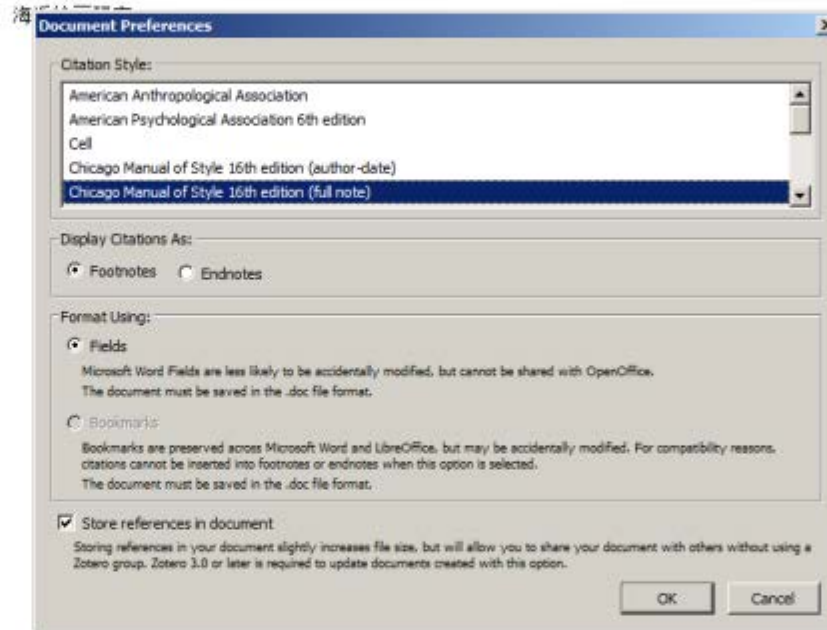 海
Document Preferences
Citation Style:
American Anthropological Association
American Psychological Association 6th edition
Cell
Chicago Manual of Style 16th edition (author-date)
Chicago Manual of Style 16th edition (full note)
Display Citations As:
Footnotes Endnotes
Format Using:
Fields
Microsoft Word Fields are less likely to be accidentally modified, but cannot be shared with OpenOffice.
The document must be saved in the .doc file format.
Bookmarks
Bookmarks are preserved across Microsoft Word and LibreOffice, but may be accidentally modified. For compatibility reasons,
citations cannot be inserted into footnotes or endnotes when this option is selected.
The document must be saved in the .doc file format.
Store references in document
Storing references in your document slightly increases file size, but will allow you to share your document with others without using a
Zotero group. Zotero 3.0 or later is required to update documents created with this option.
OK Cancel